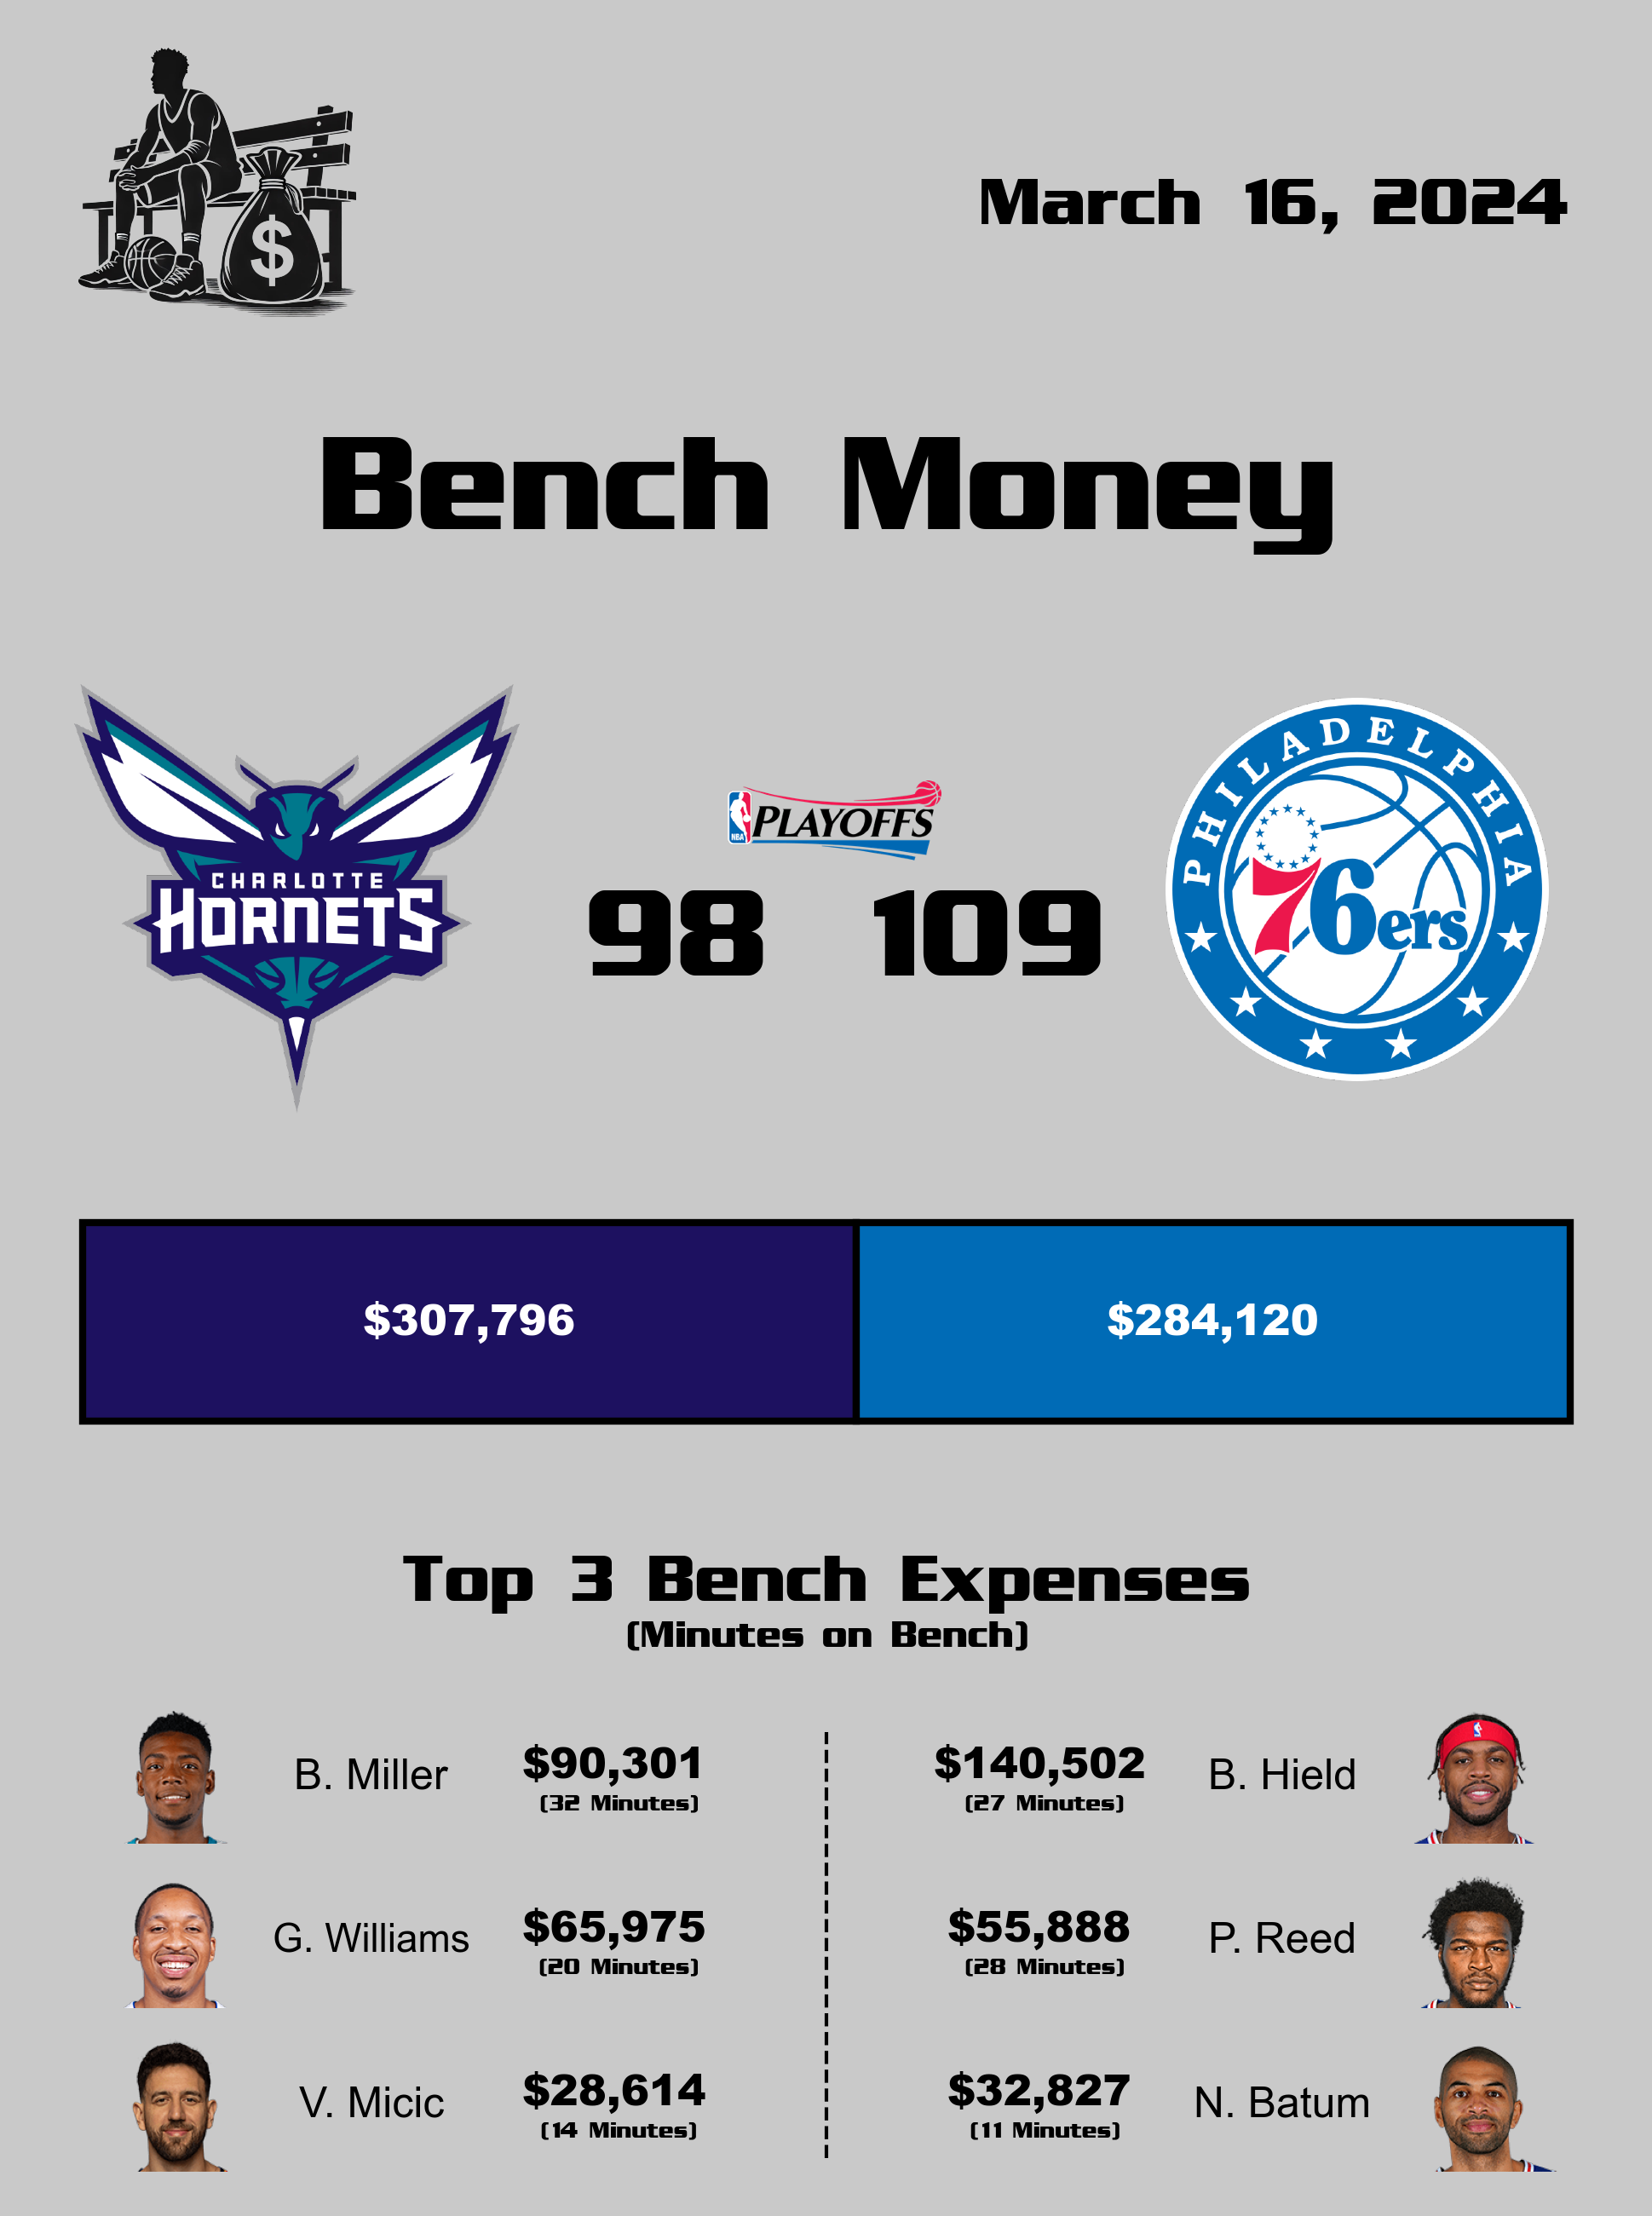 $
March 16, 2024
Bench Money
PHILADELPHIA
NBA PLAYOFFS
CHARLOTTE
HORNETS
98 109
76ers
$307,796 $284,120
Top 3 Bench Expenses
(Minutes on Bench)
B. Miller $90,301 $140,502 B. Hield
(32 Minutes) (27 Minutes)
G. Williams $65,975 $55,888 P. Reed
(20 Minutes) (28 Minutes)
V. Micic $28,614 $32,827 N. Batum
(14 Minutes) (11 Minutes)